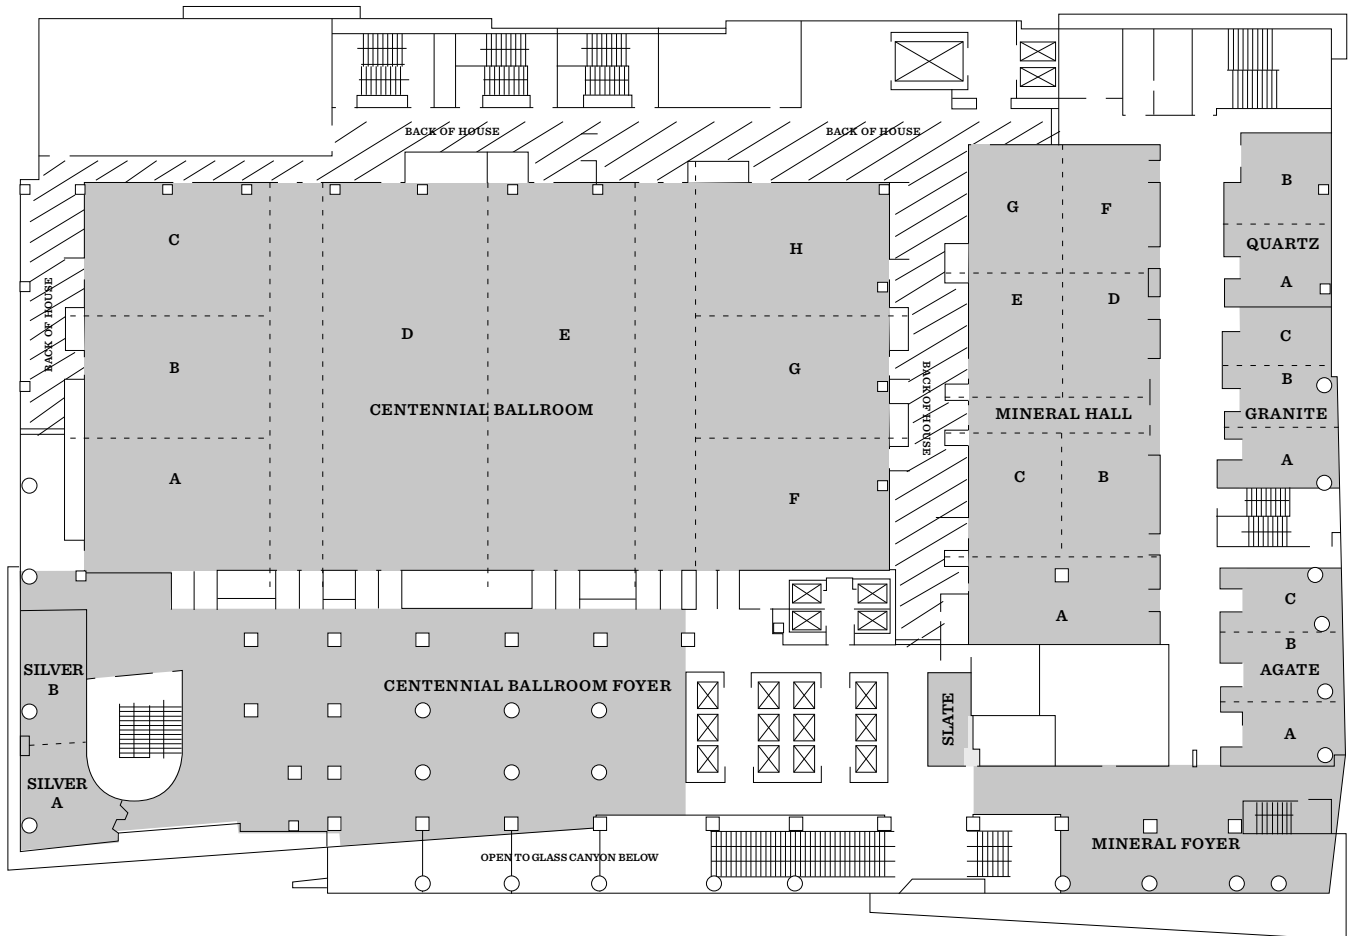 BACK OF HOUSE
BACK OF HOUSE
B
G
F
C
QUARTZ
H
A
E
D
BACK OF HOUSE
D
E
C
B
G
B
BACK OF HOUSE
CENTENNIAL BALLROOM
MINERAL HALL
GRANITE
A
A
C
B
F
C
A
B
SILVER
B
AGATE
CENTENNIAL BALLROOM FOYER
SLATE
A
SILVER
A
MINERAL FOYER
OPEN TO GLASS CANYON BELOW